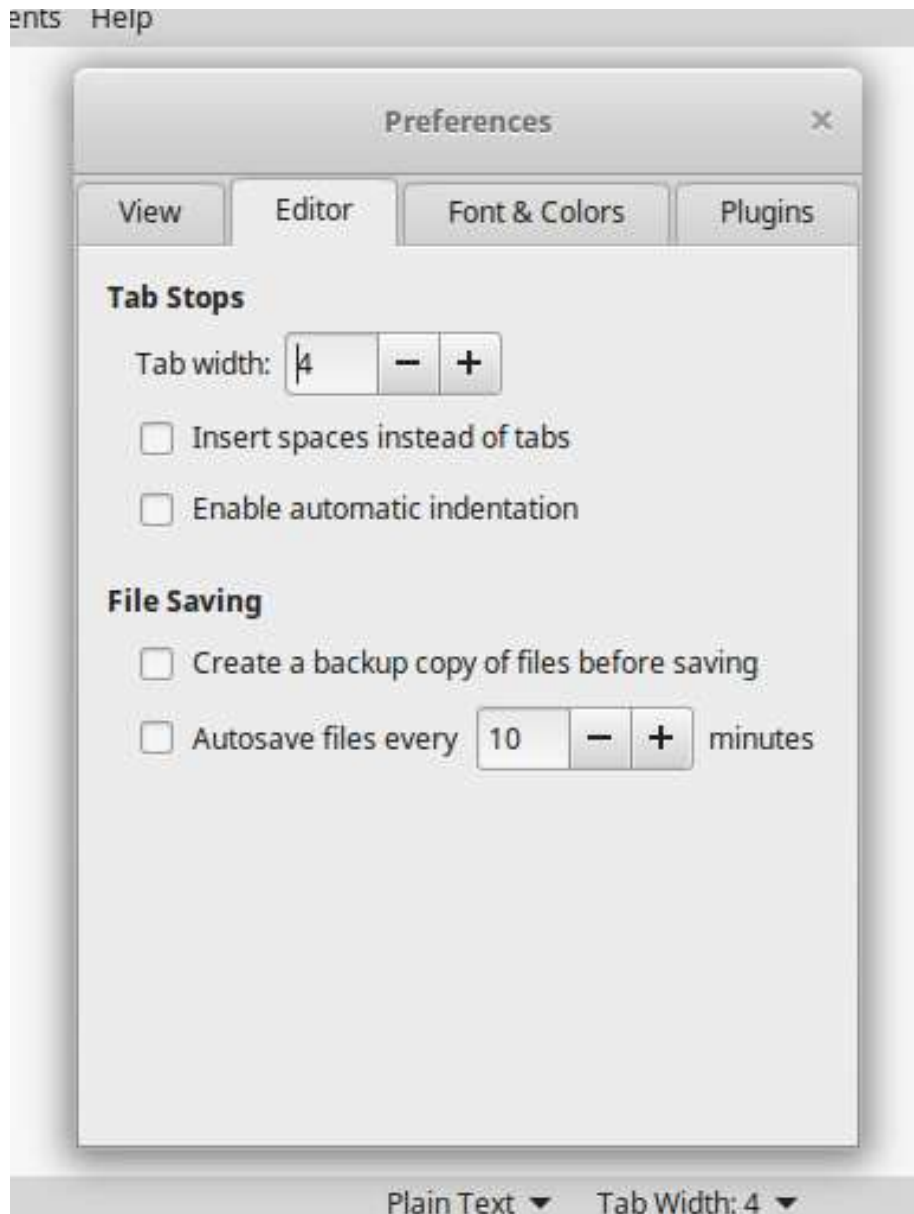 ents Help
Preferences ×
View Editor Font & Colors Plugins
Tab Stops
Tab width: 4 − +
Insert spaces instead of tabs
Enable automatic indentation
File Saving
Create a backup copy of files before saving
Autosave files every 10 − + minutes
Plain Text Tab Width: 4